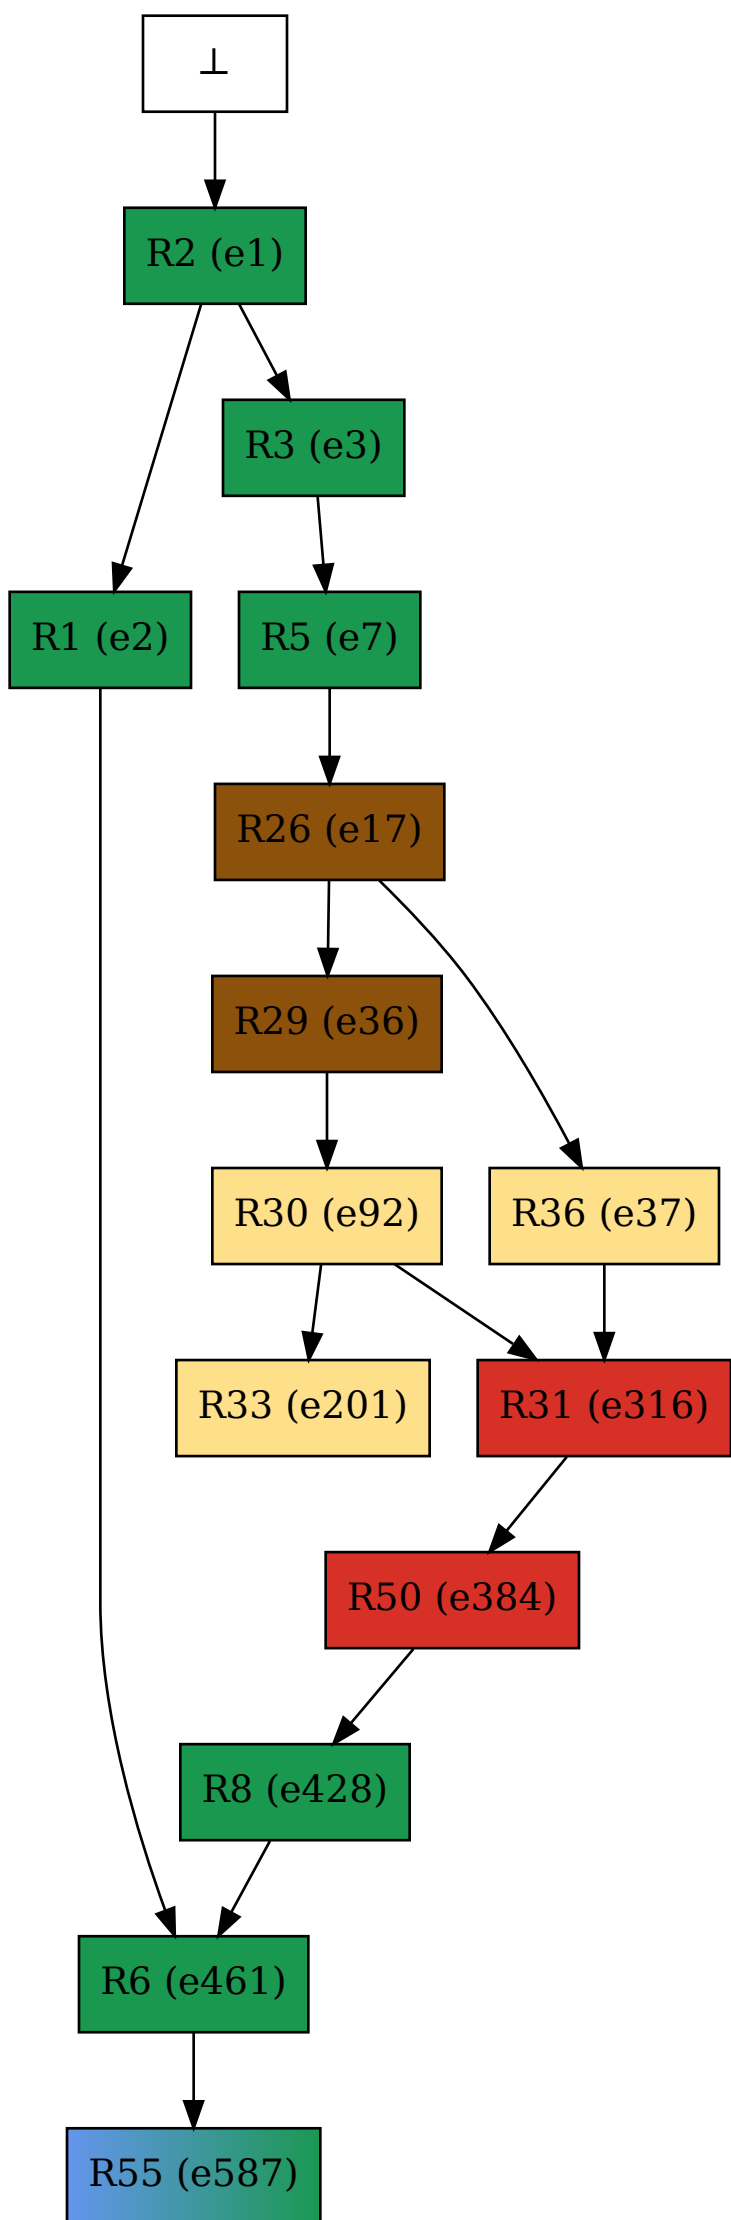 ⊥
R2 (e1)
R3 (e3)
R1 (e2)
R5 (e7)
R26 (e17)
R29 (e36)
R30 (e92)
R36 (e37)
R33 (e201)
R31 (e316)
R50 (e384)
R8 (e428)
R6 (e461)
R55 (e587)